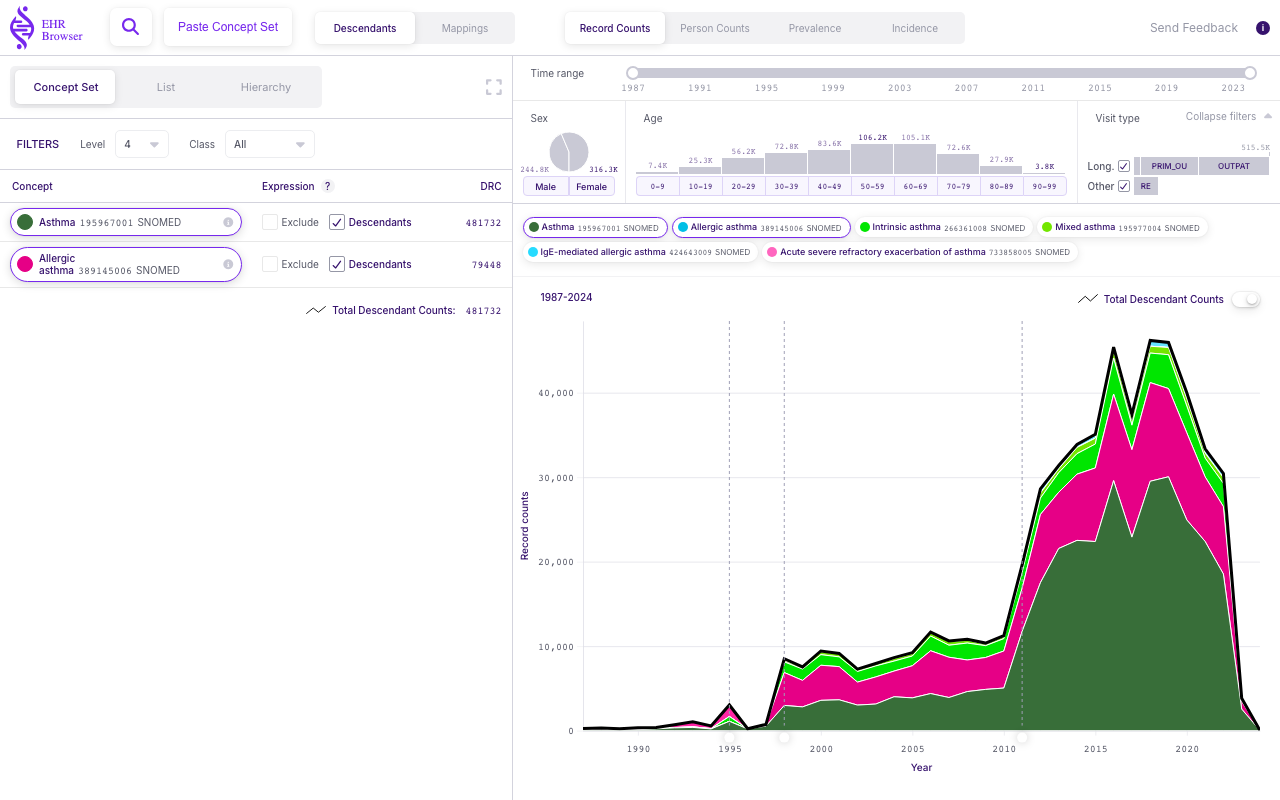 EHR
Browser
Paste Concept Set
Descendants
Mappings
Record Counts
Person Counts
Prevalence
Incidence
Send Feedback
i
Concept Set
List
Hierarchy
FILTERS
Level
4
Class
All
Concept
Expression
?
DRC
Asthma 195967001 SNOMED
i
Exclude
Descendants
481732
Allergic
asthma 389145006 SNOMED
i
Exclude
Descendants
79448
Total Descendant Counts: 481732
Time range
1987 1991 1995 1999 2003 2007 2011 2015 2019 2023
Sex
244.8K 316.3K
Male Female
Age
7.4K 25.3K 56.2K 72.8K 83.6K 106.2K 105.1K 72.6K 27.9K 3.8K
0-9 10-19 20-29 30-39 40-49 50-59 60-69 70-79 80-89 90-99
Visit type
Collapse filters
515.5K
Long. PRIM_OU OUTPAT
Other RE
Asthma 195967001 SNOMED
Allergic asthma 389145006 SNOMED
Intrinsic asthma 266361008 SNOMED
Mixed asthma 195977004 SNOMED
IgE-mediated allergic asthma 424643009 SNOMED
Acute severe refractory exacerbation of asthma 733858005 SNOMED
1987-2024
Total Descendant Counts
Record counts
40,000
30,000
20,000
10,000
0
1990 1995 2000 2005 2010 2015 2020
Year